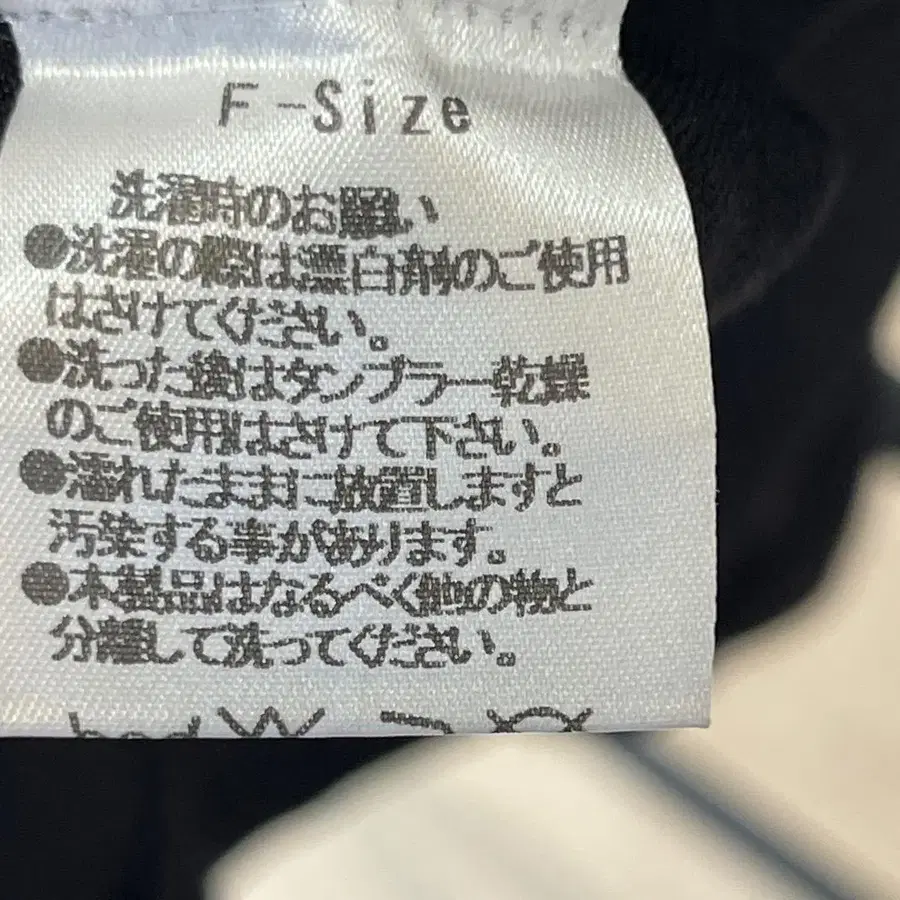 F-Size
洗濯時のお願い
●洗濯の際は漂白剤のご使用
はさけてください。
●洗った後はタンブラー乾燥
のご使用はさけて下さい。
●濡れたままに放置しますと
汚染する事があります。
●本製品はなるべく他の物と
分離して洗ってください。